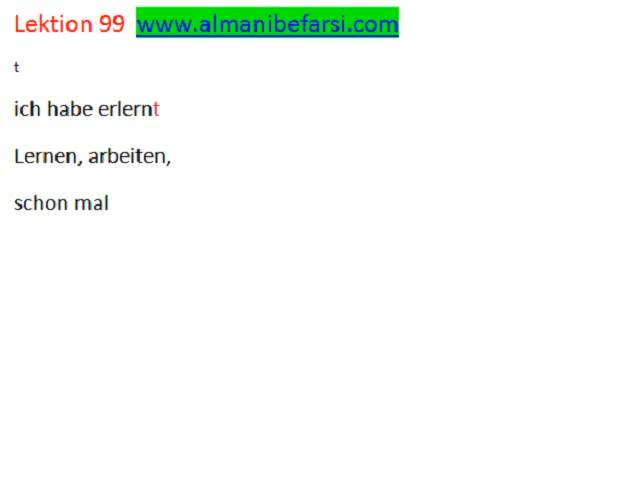 Lektion 99 www.almanibefarsi.com
t
ich habe erlernt
Lernen, arbeiten,
schon mal